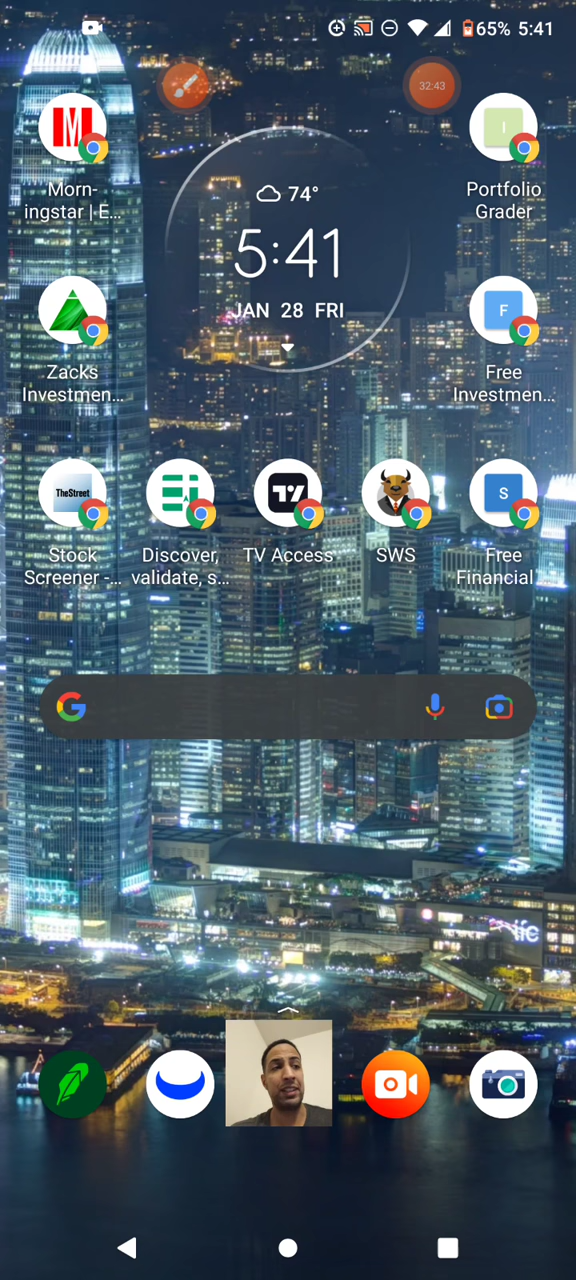 65% 5:41
32:43
M
I
Morn-
ingstar | E...
Portfolio
Grader
74°
5:41
JAN 28 FRI
F
Zacks
Investmen...
Free
Investmen...
TheStreet
S
Stock
Screener -...
Discover,
validate, s...
TV Access
SWS
Free
Financial...
G
ifc